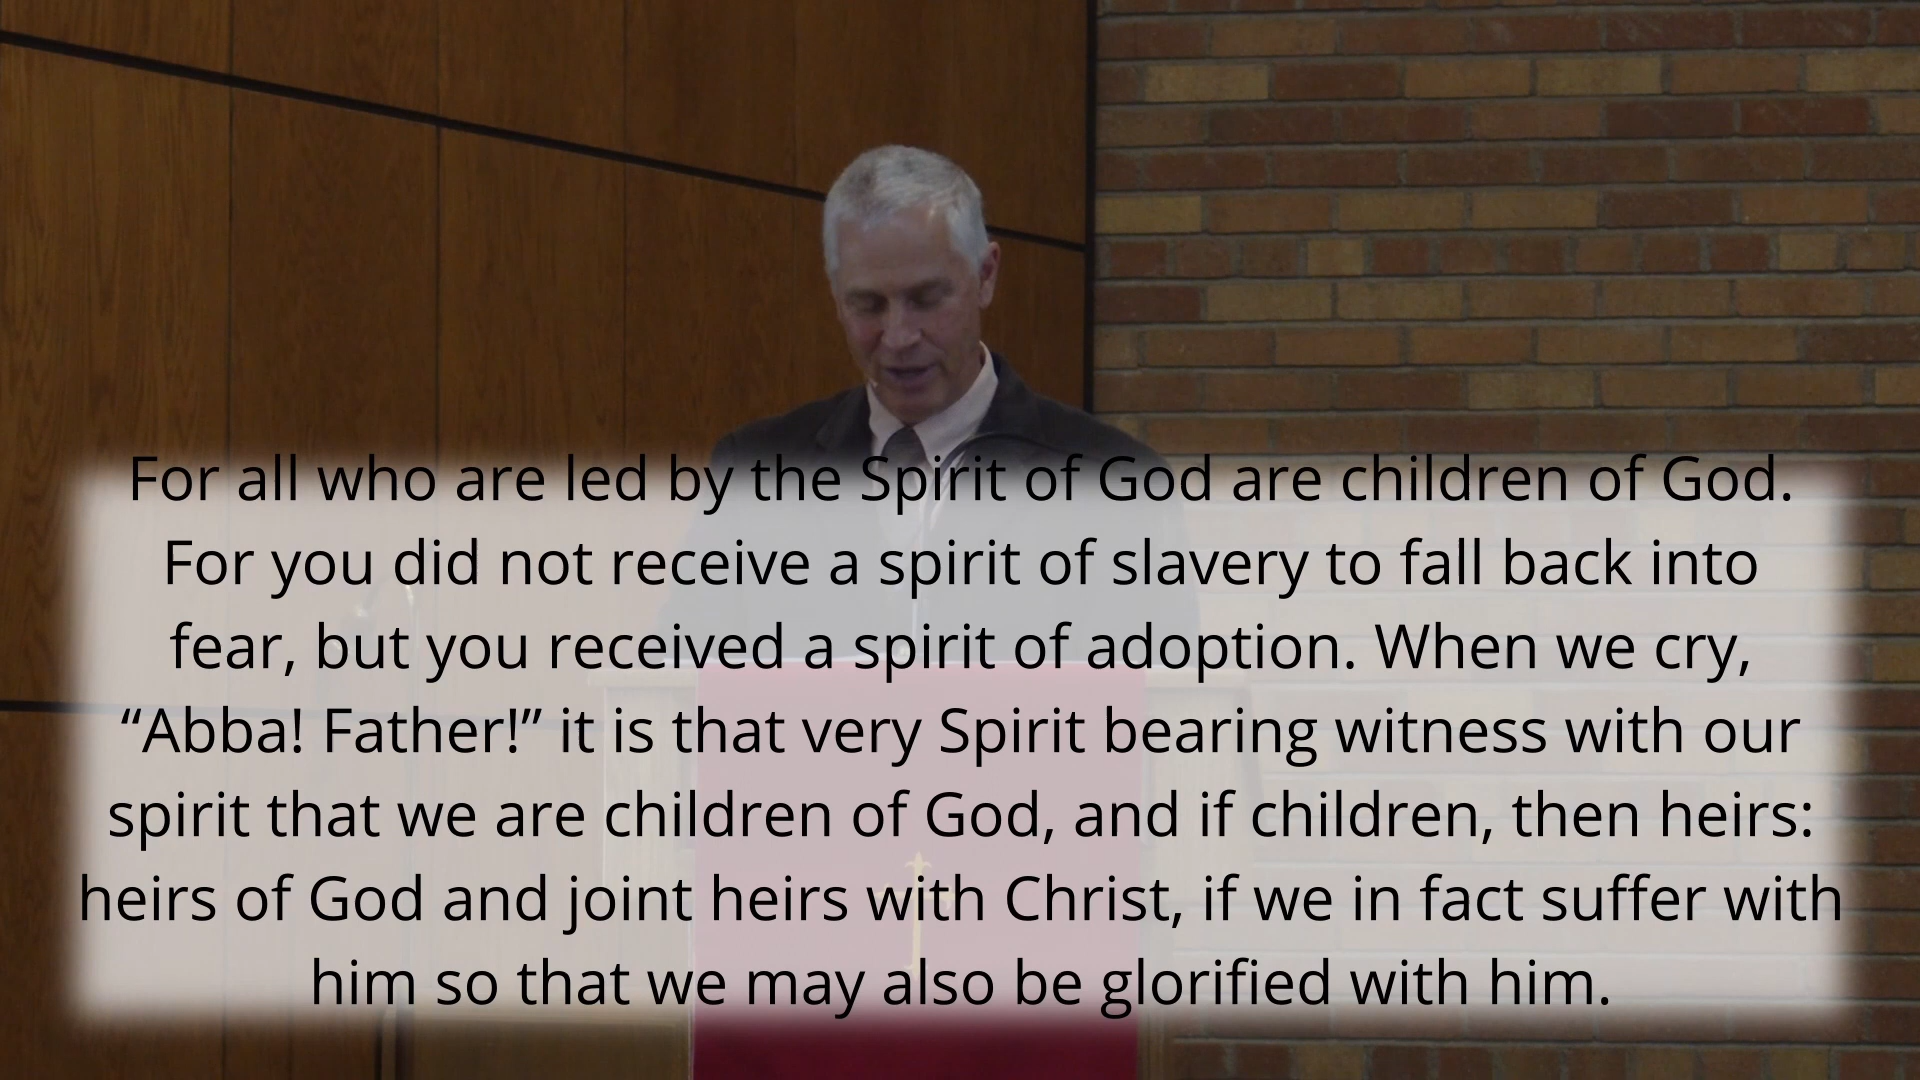 For all who are led by the Spirit of God are children of God.
For you did not receive a spirit of slavery to fall back into
fear, but you received a spirit of adoption. When we cry,
“Abba! Father!” it is that very Spirit bearing witness with our
spirit that we are children of God, and if children, then heirs:
heirs of God and joint heirs with Christ, if we in fact suffer with
him so that we may also be glorified with him.